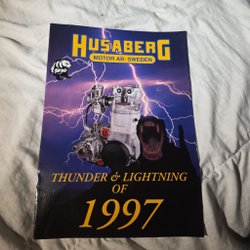 HUSABERG
MOTOR AB · SWEDEN
THUNDER & LIGHTNING
OF
1997